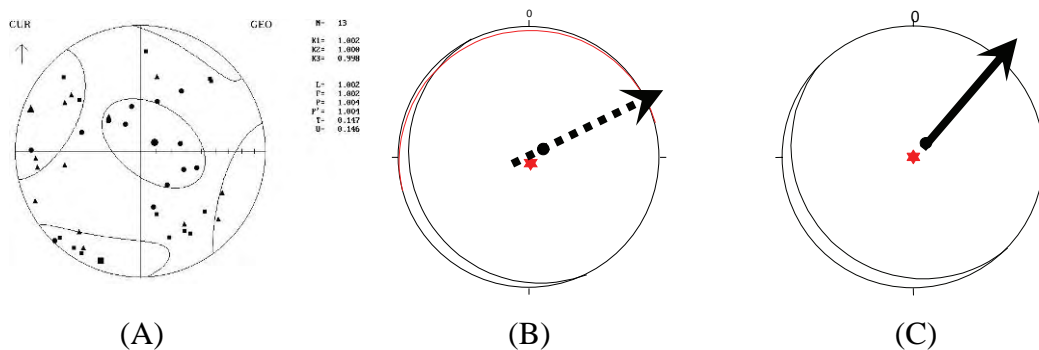 CUR GEO
N- 13
K1= 1.002
K2= 1.000
K3= 0.998
L- 1.002
F- 1.002
P- 1.004
P'- 1.004
T- 0.147
U- 0.146
0
0
(A) (B) (C)